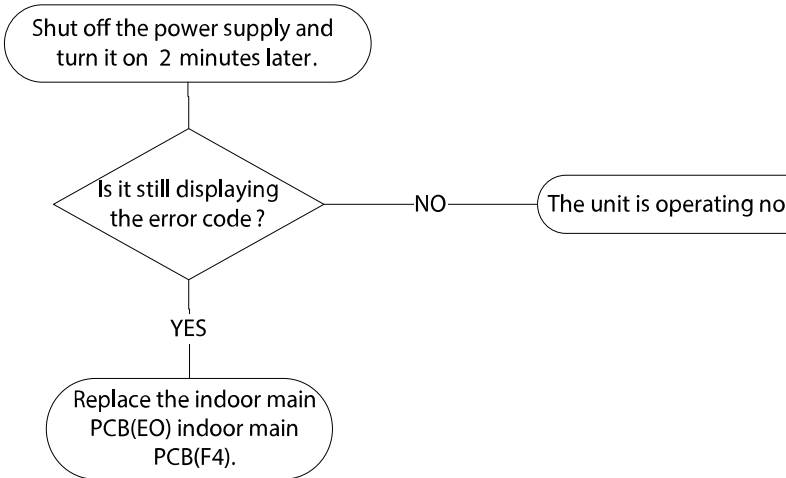 Shut off the power supply and
turn it on 2 minutes later.
Is it still displaying
the error code ?
NO
The unit is operating
YES
Replace the indoor main
PCB(EO) indoor main
PCB(F4).